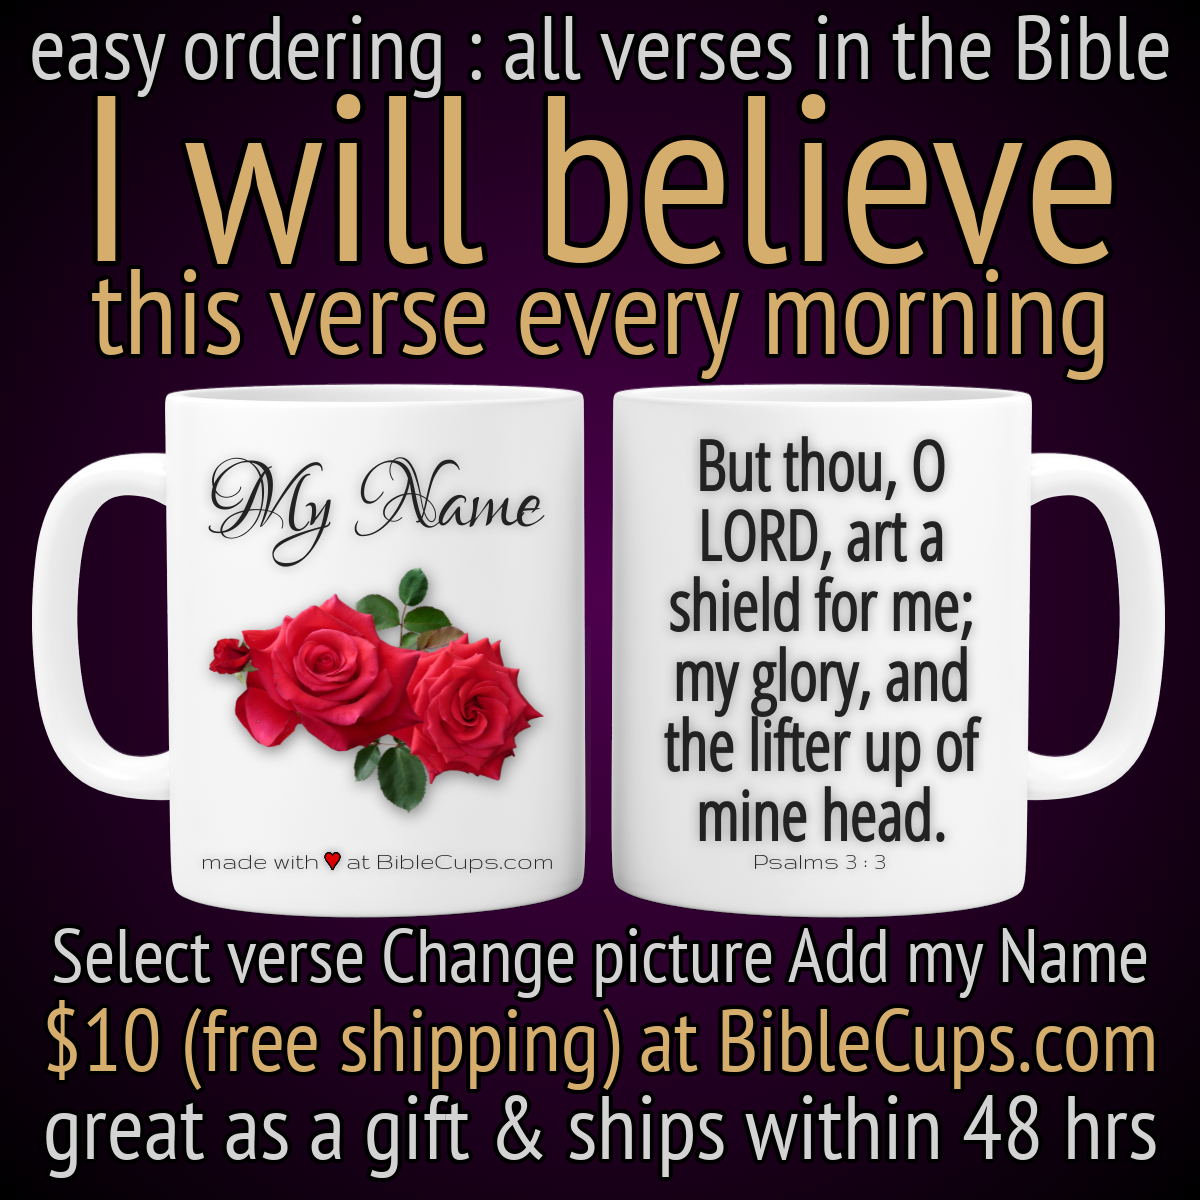 easy ordering : all verses in the Bible
I will believe
this verse every morning
My Name
made with ♥ at BibleCups.com
But thou, O
LORD, art a
shield for me;
my glory, and
the lifter up of
mine head.
Psalms 3 : 3
Select verse Change picture Add my Name
$10 (free shipping) at BibleCups.com
great as a gift & ships within 48 hrs